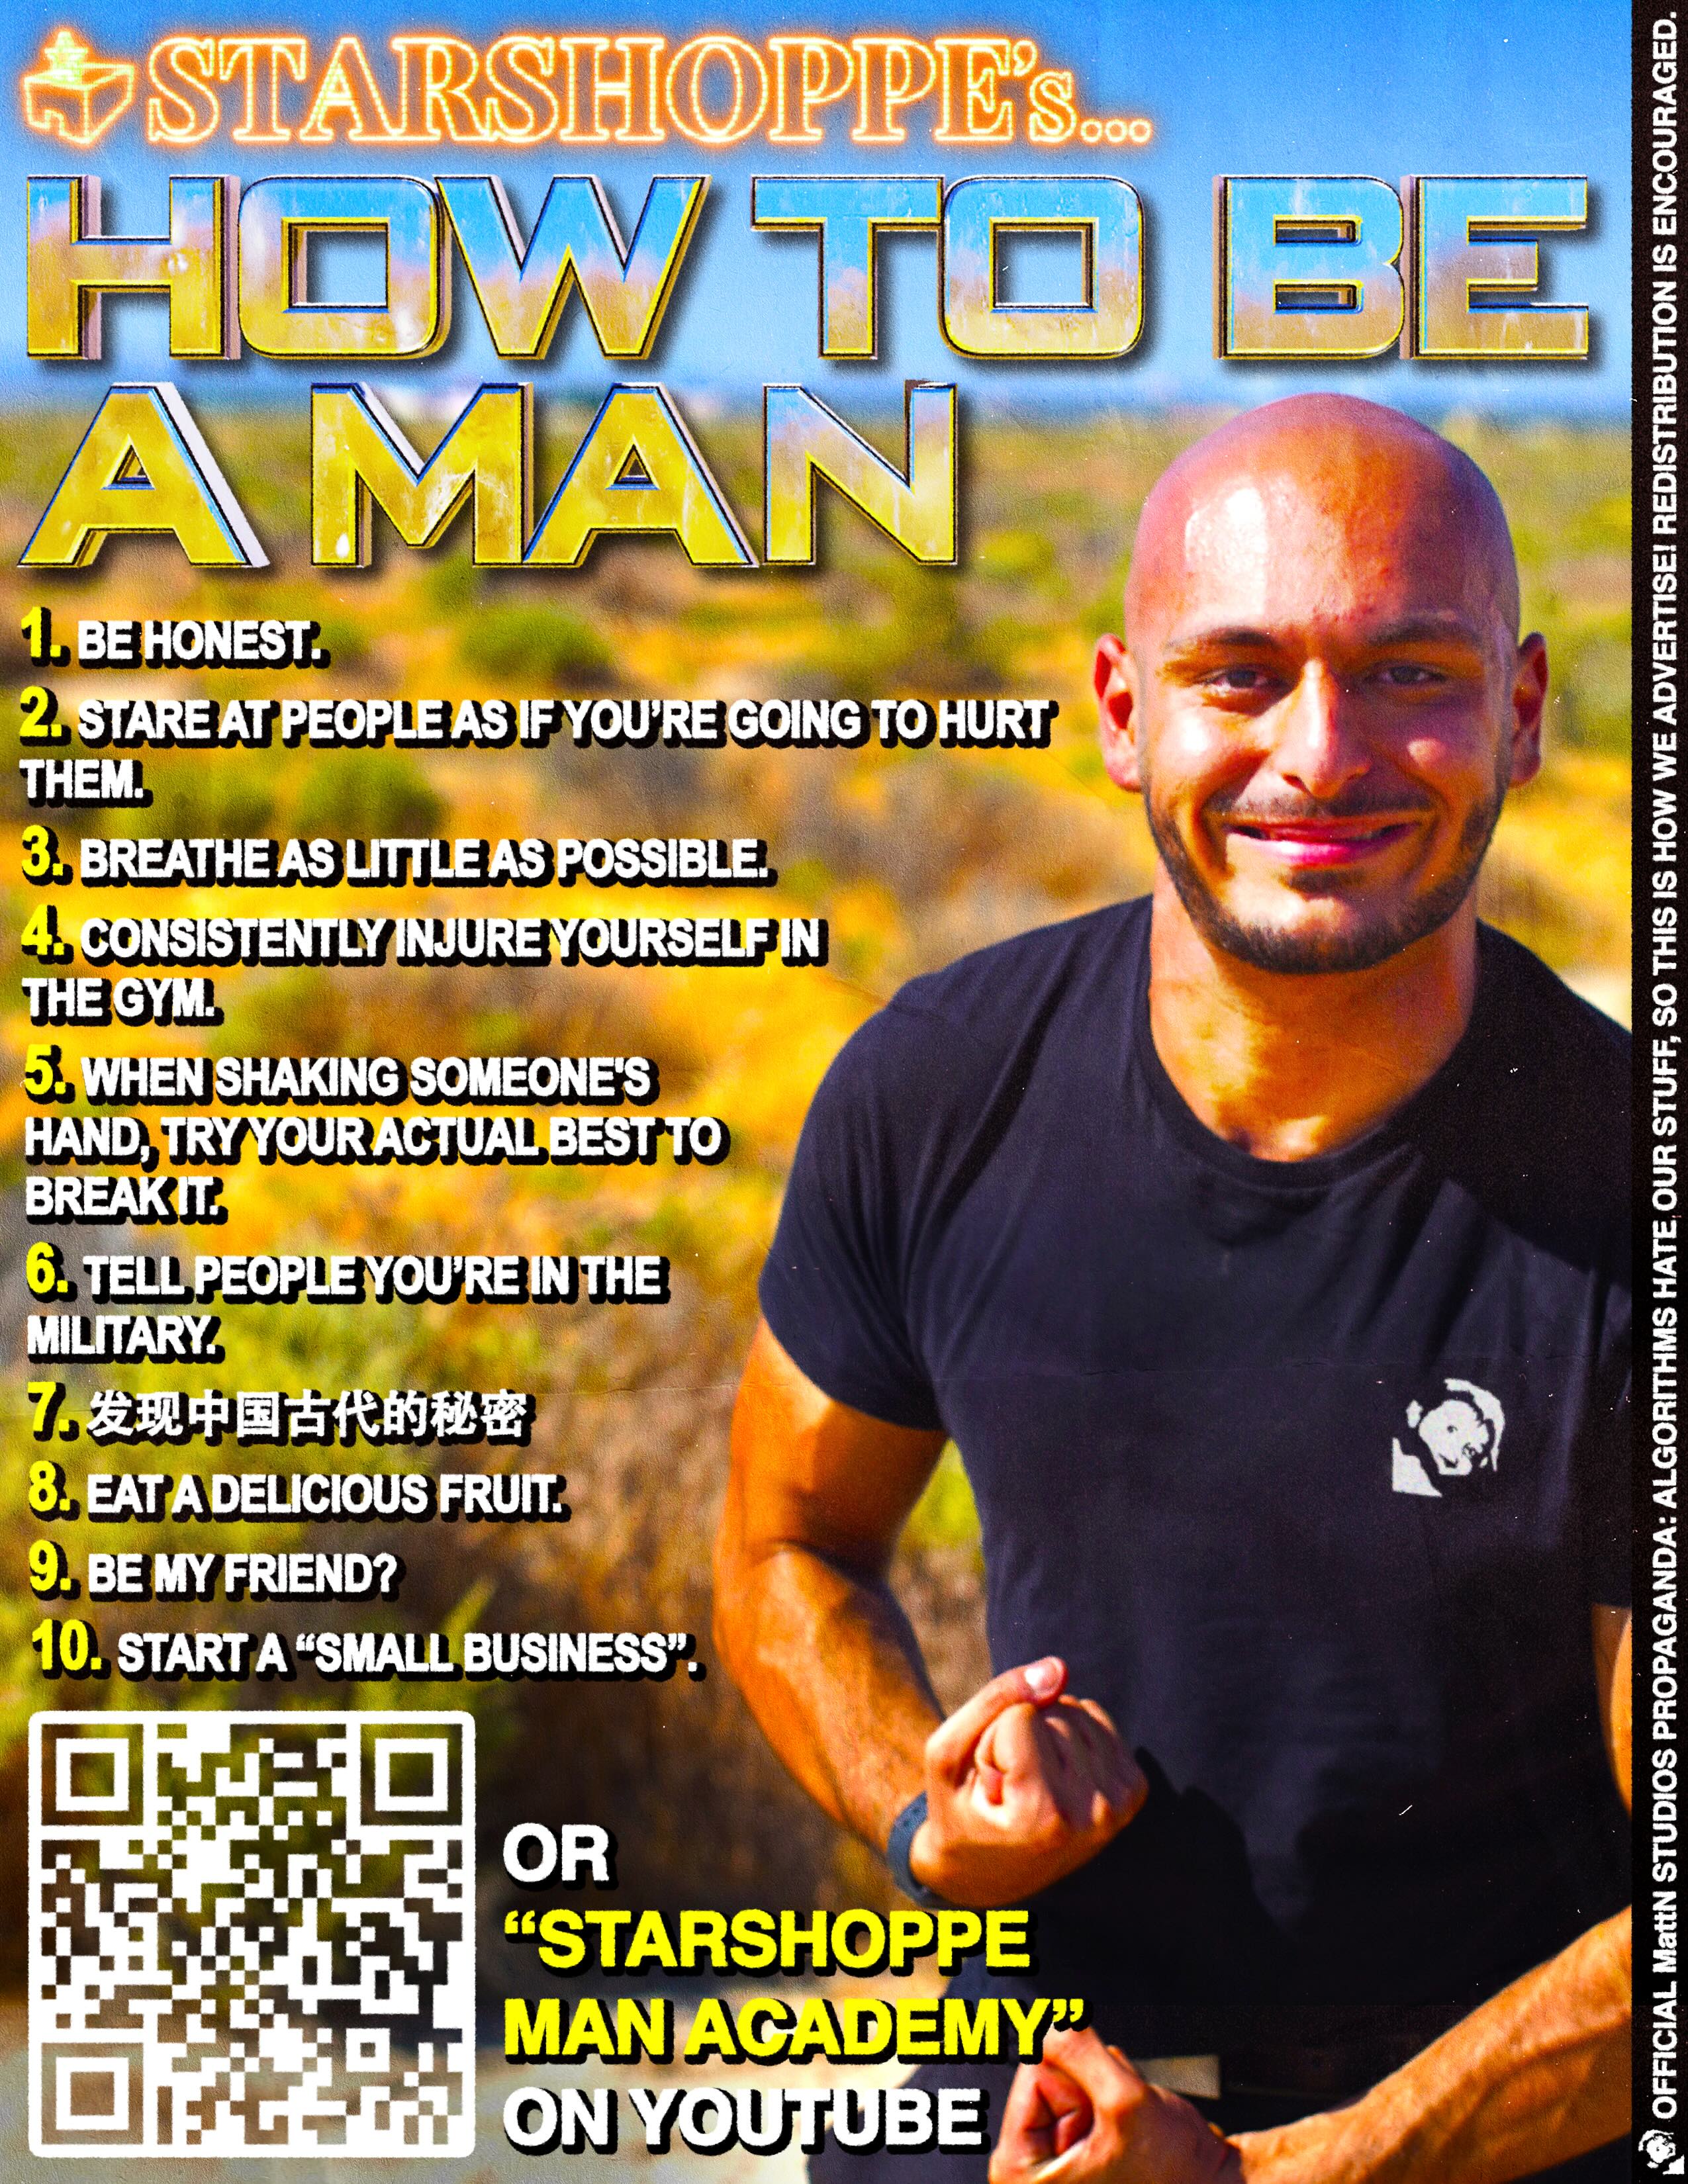 STARSHOPPE's...
HOW TO BE
A MAN
1. BE HONEST.
2. STARE AT PEOPLE AS IF YOU'RE GOING TO HURT
THEM.
3. BREATHE AS LITTLE AS POSSIBLE.
4. CONSISTENTLY INJURE YOURSELF IN
THE GYM.
5. WHEN SHAKING SOMEONE'S
HAND, TRY YOUR ACTUAL BEST TO
BREAK IT.
6. TELL PEOPLE YOU'RE IN THE
MILITARY.
7. 发现中国古代的秘密
8. EAT A DELICIOUS FRUIT.
9. BE MY FRIEND?
10. START A “SMALL BUSINESS”.
OR
“STARSHOPPE
MAN ACADEMY”
ON YOUTUBE
OFFICIAL MattN STUDIOS PROPAGANDA: ALGORITHMS HATE OUR STUFF, SO THIS IS HOW WE ADVERTISE! REDISTRIBUTION IS ENCOURAGED.